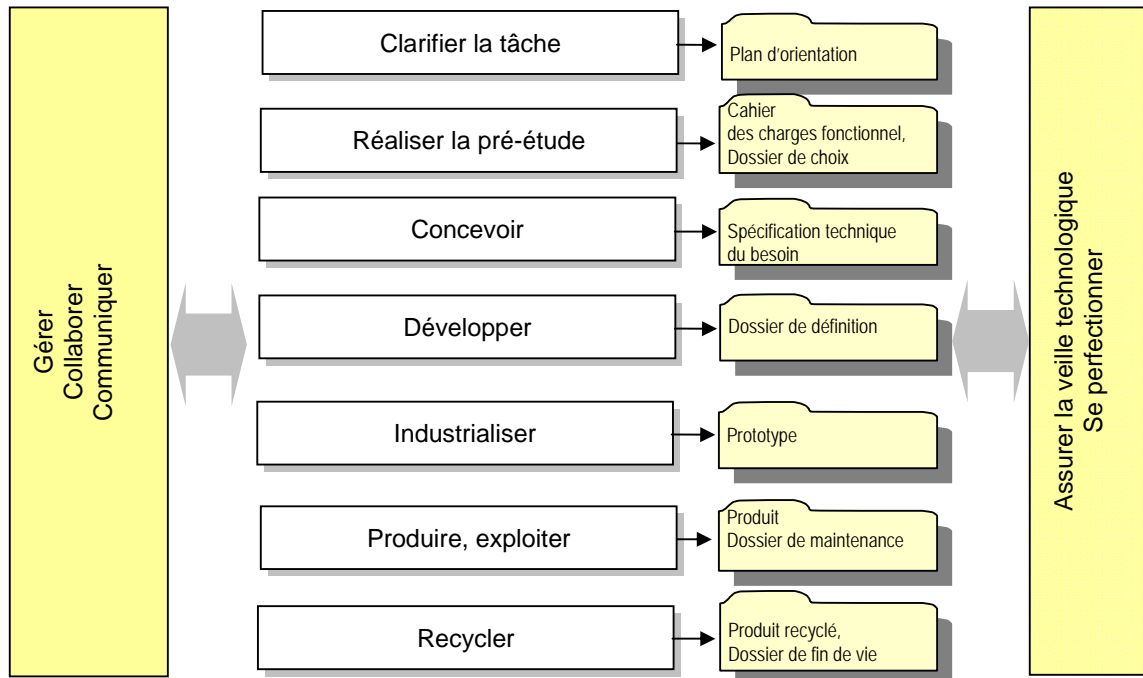 Gérer
Collaborer
Communiquer
Clarifier la tâche
Plan d'orientation
Réaliser la pré-étude
Cahier
des charges fonctionnel,
Dossier de choix
Concevoir
Spécification technique
du besoin
Développer
Dossier de définition
Industrialiser
Prototype
Produire, exploiter
Produit
Dossier de maintenance
Recycler
Produit recyclé,
Dossier de fin de vie
Assurer la veille technologique
Se perfectionner